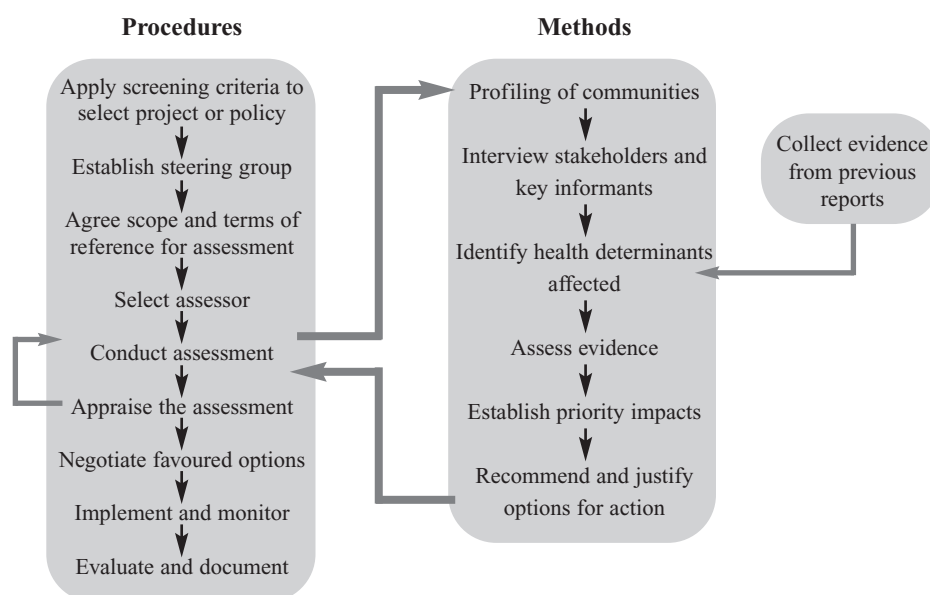 Procedures
Apply screening criteria to
select project or policy
Establish steering group
Agree scope and terms of
reference for assessment
Select assessor
Conduct assessment
Appraise the assessment
Negotiate favoured options
Implement and monitor
Evaluate and document
Methods
Profiling of communities
Interview stakeholders and
key informants
Identify health determinants
affected
Assess evidence
Establish priority impacts
Recommend and justify
options for action
Collect evidence
from previous
reports